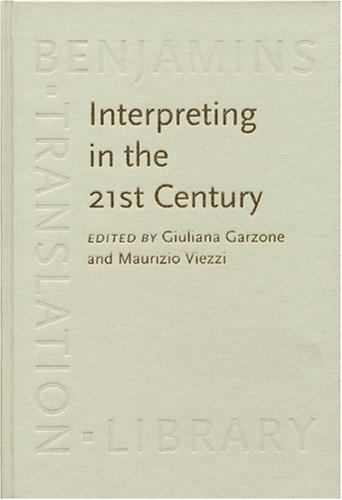 BENJAMINS
TRANSLATION
LIBRARY
Interpreting
in the
21st Century
EDITED BY Giuliana Garzone
and Maurizio Viezzi